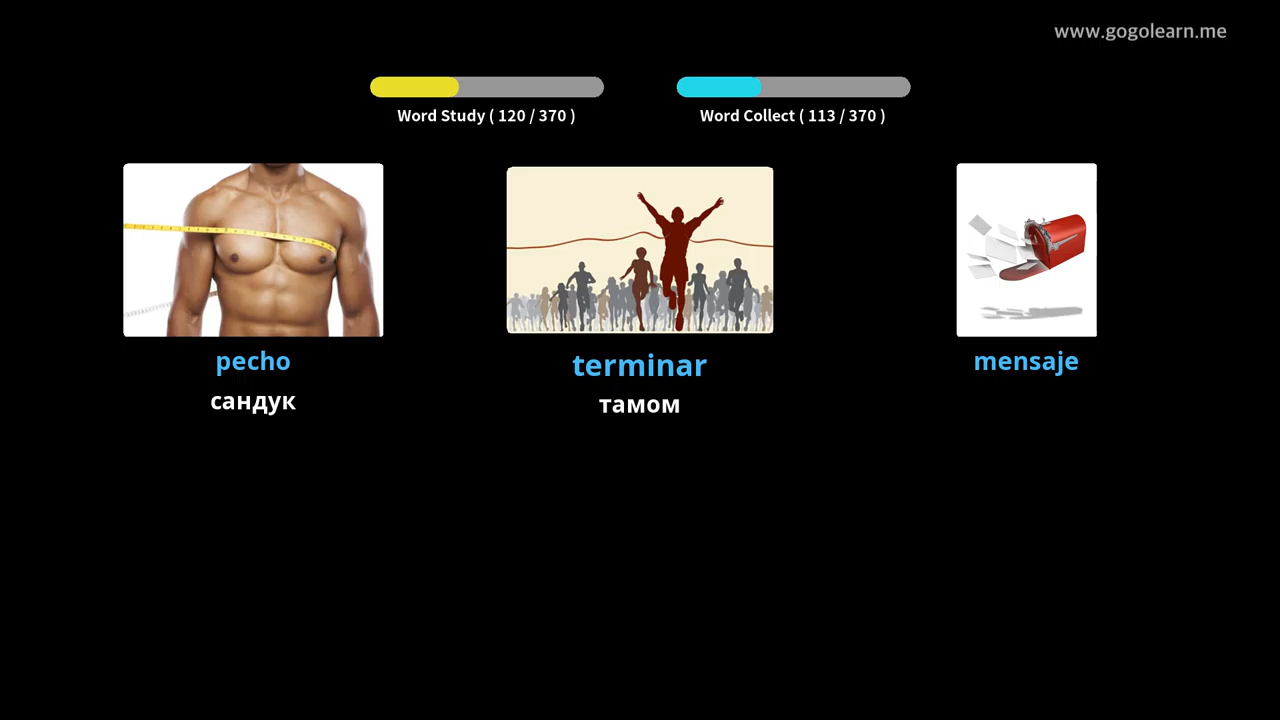 www.gogolearn.me
Word Study ( 120 / 370 )
Word Collect ( 113 / 370 )
pecho
terminar
mensaje
сандук
тамом